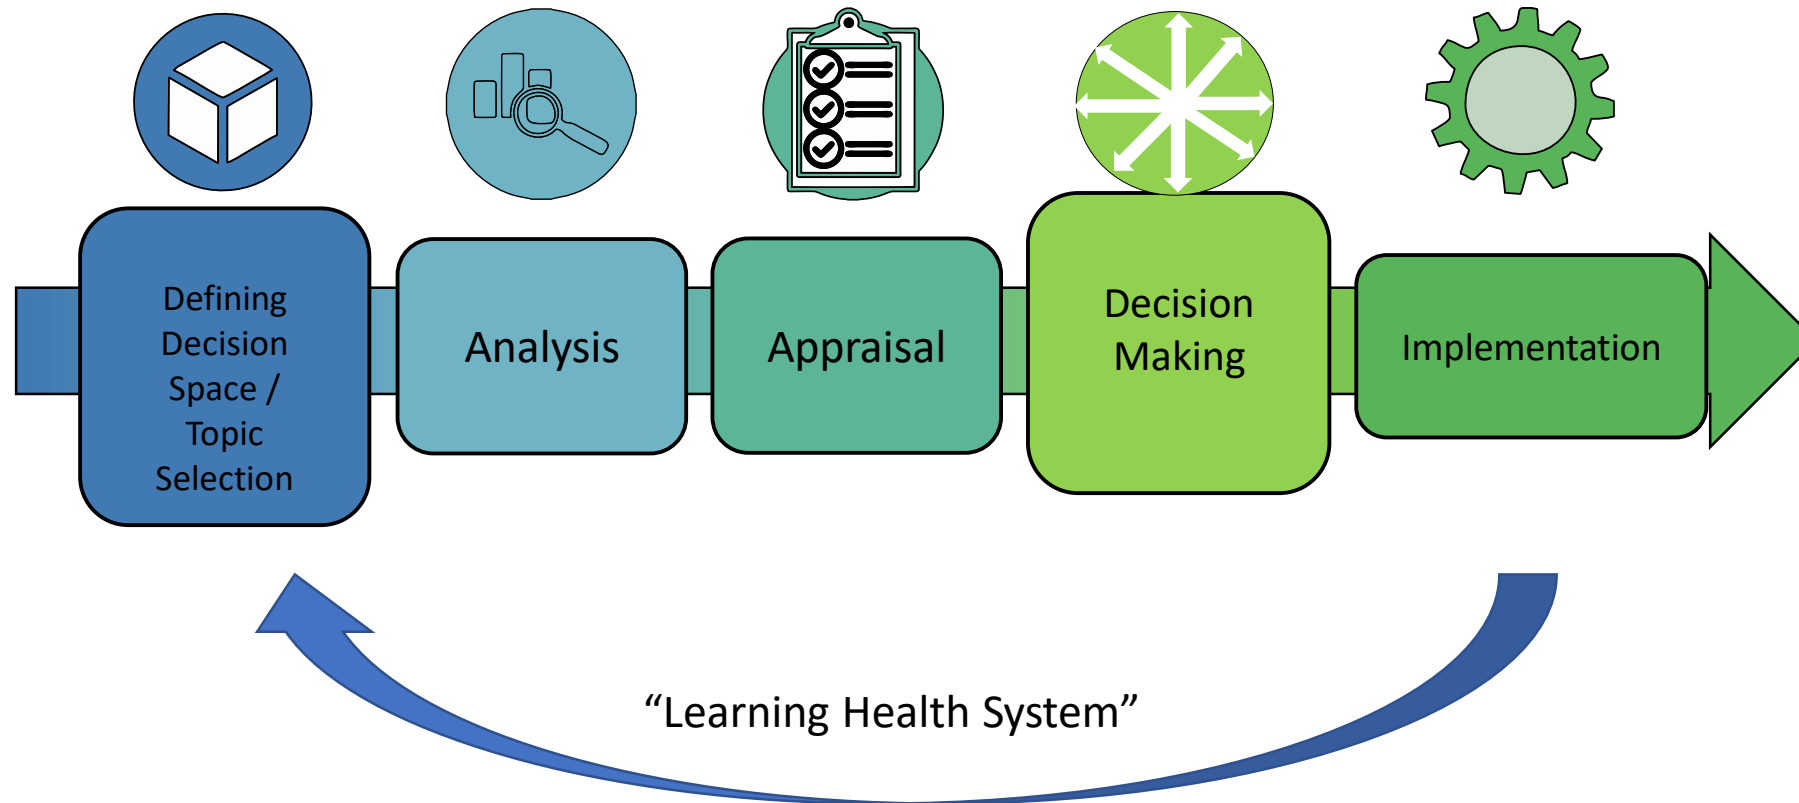 Defining
Decision
Space /
Topic
Selection
Analysis
Appraisal
Decision
Making
Implementation
“Learning Health System”